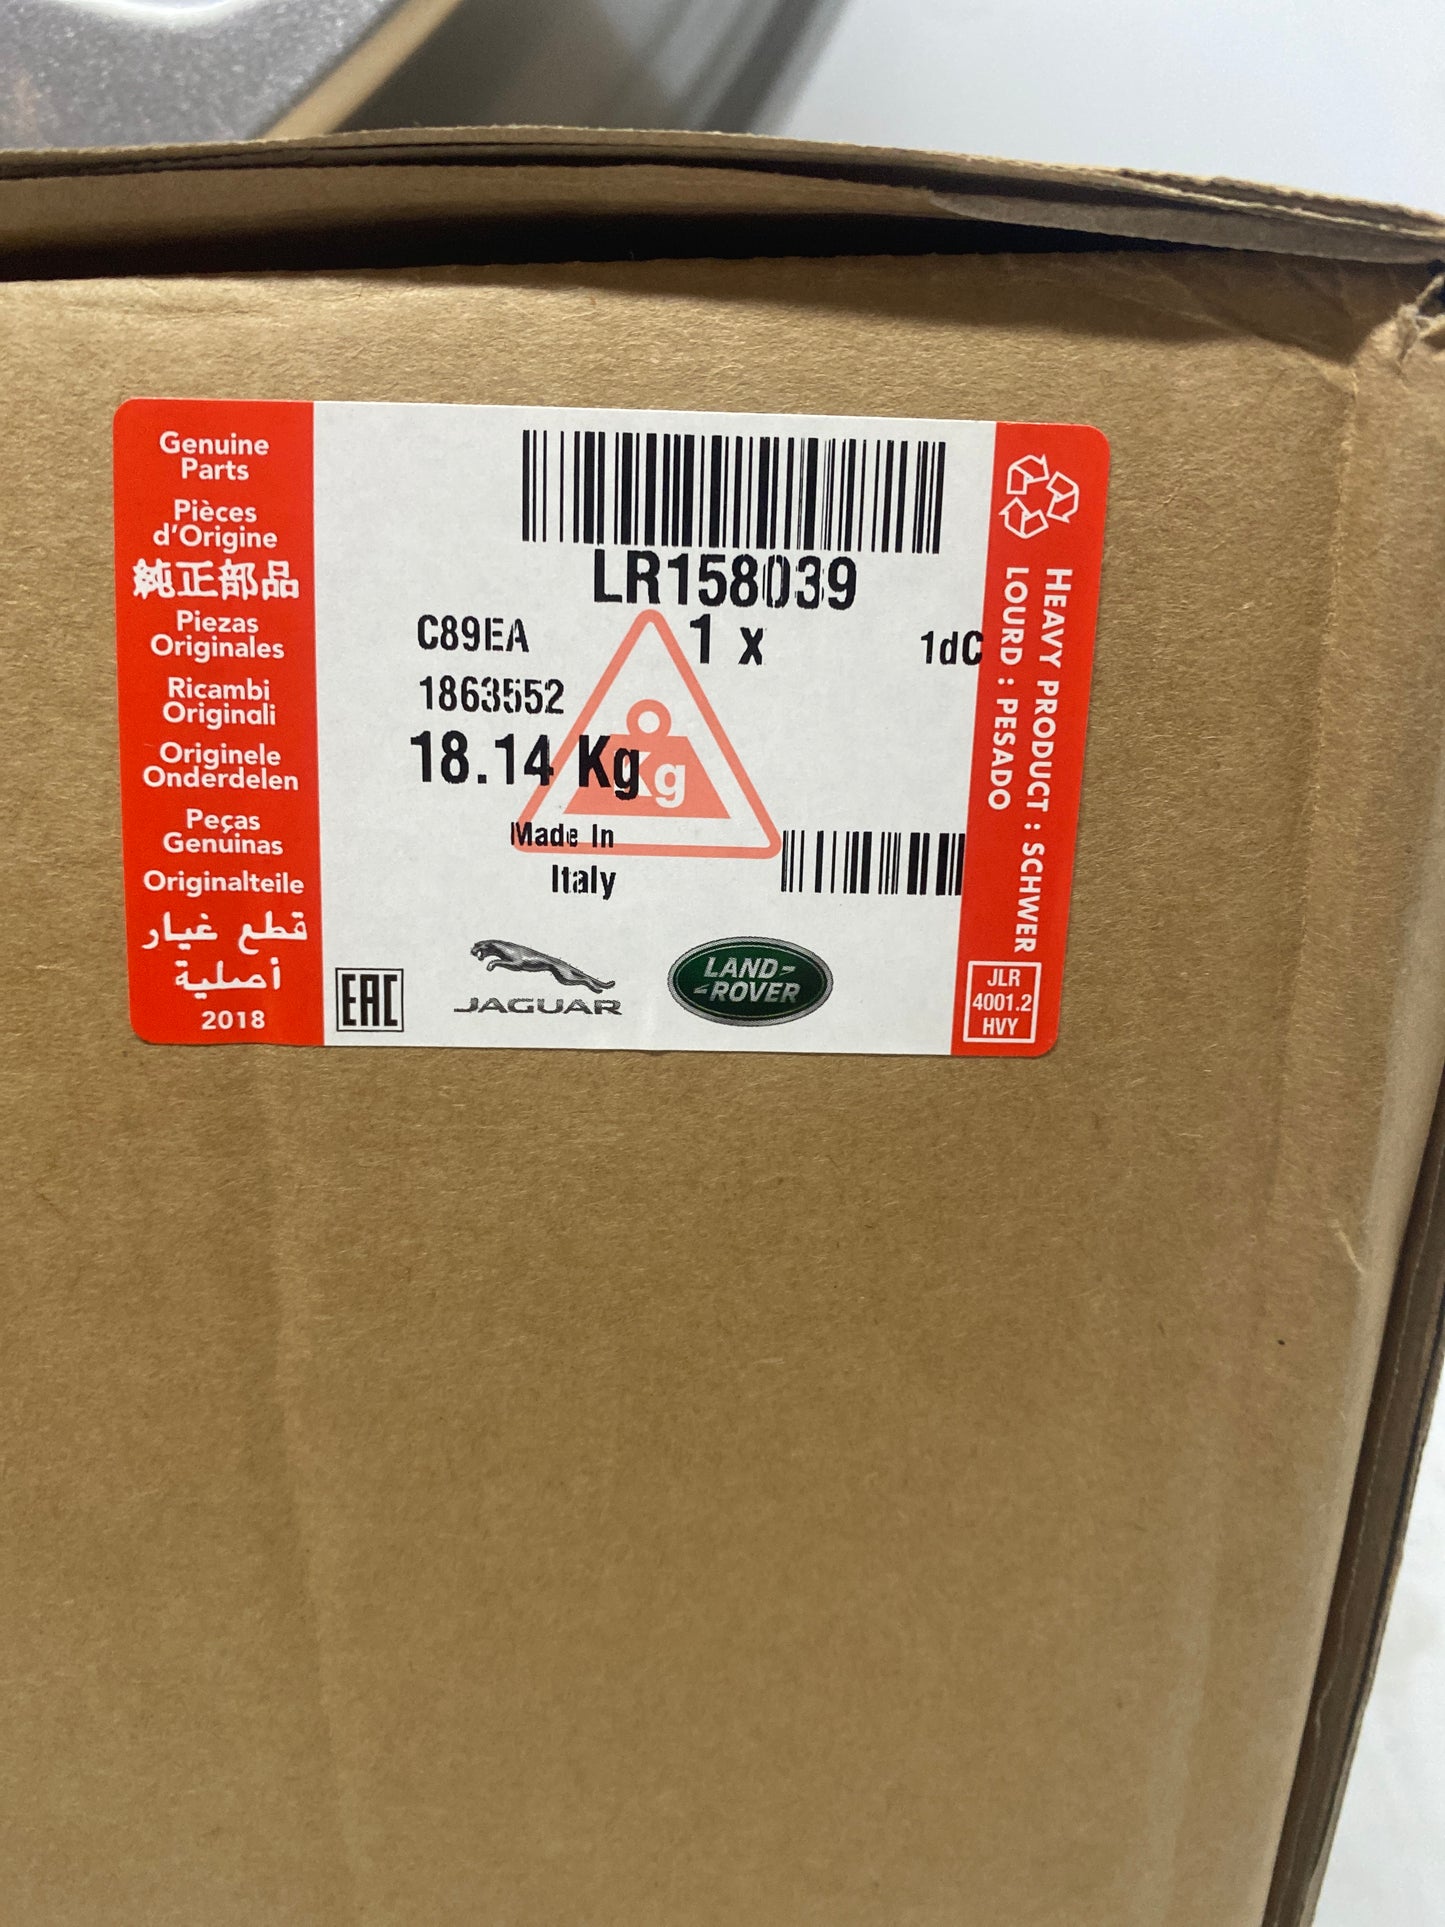 Genuine
Parts
Pièces
d'Origine
純正部品
Piezas
Originales
Ricambi
Originali
Originele
Onderdelen
Peças
Genuinas
Originalteile
قطع غيار
أصلية
2018
LR158039
C89EA
1 x
1dC
1863552
18.14 Kg
Kg
Made In
Italy
EAC
JAGUAR
LAND-
-ROVER
HEAVY PRODUCT : SCHWER
LOURD : PESADO
JLR
4001.2
HVY